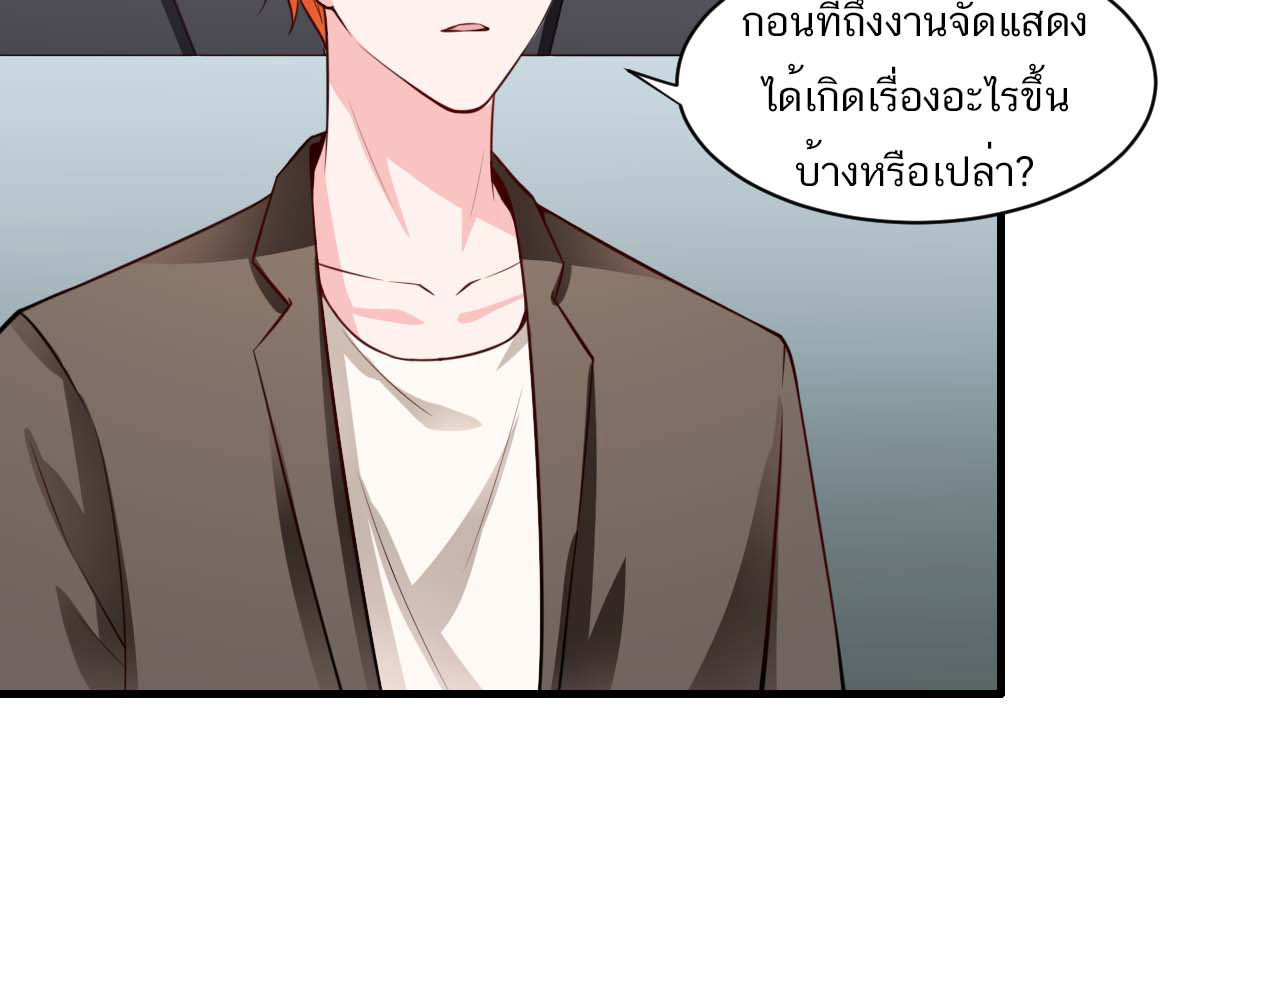 ก่อนที่ถึงงานจัดแสดง
ได้เกิดเรื่องอะไรขึ้น
บ้างหรือเปล่า?